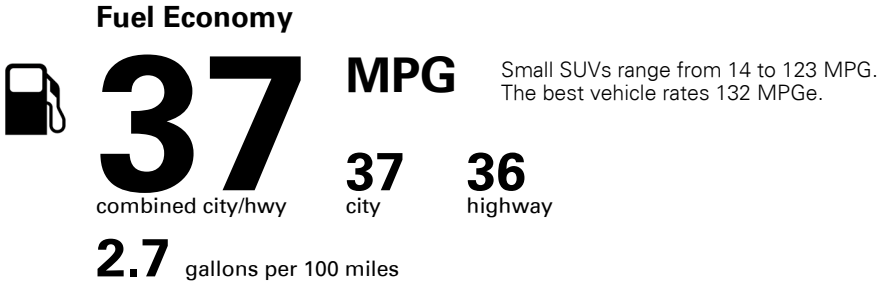 Fuel Economy
37 MPG
Small SUVs range from 14 to 123 MPG.
The best vehicle rates 132 MPGe.
combined city/hwy
37
city
36
highway
2.7 gallons per 100 miles